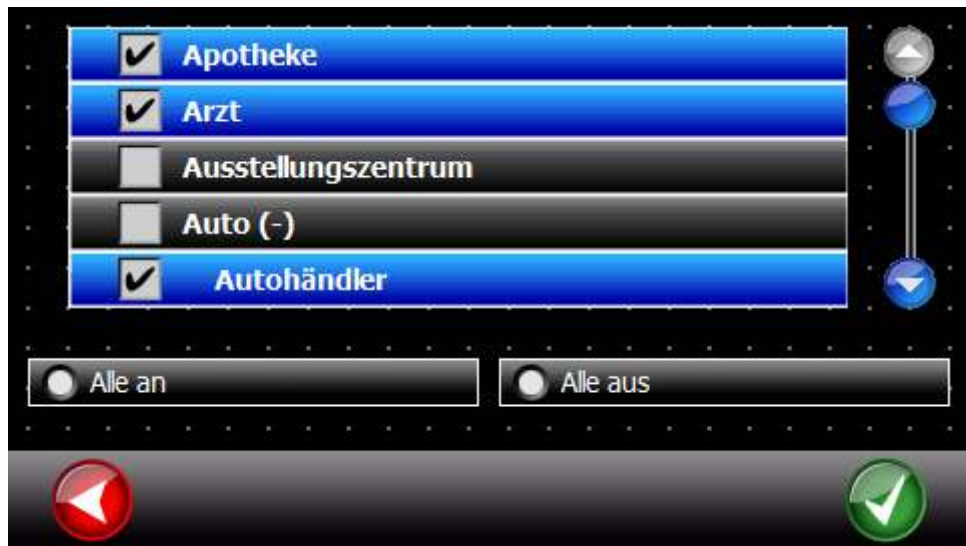 Apotheke
Arzt
Ausstellungszentrum
Auto (-)
Autohändler
Alle an
Alle aus